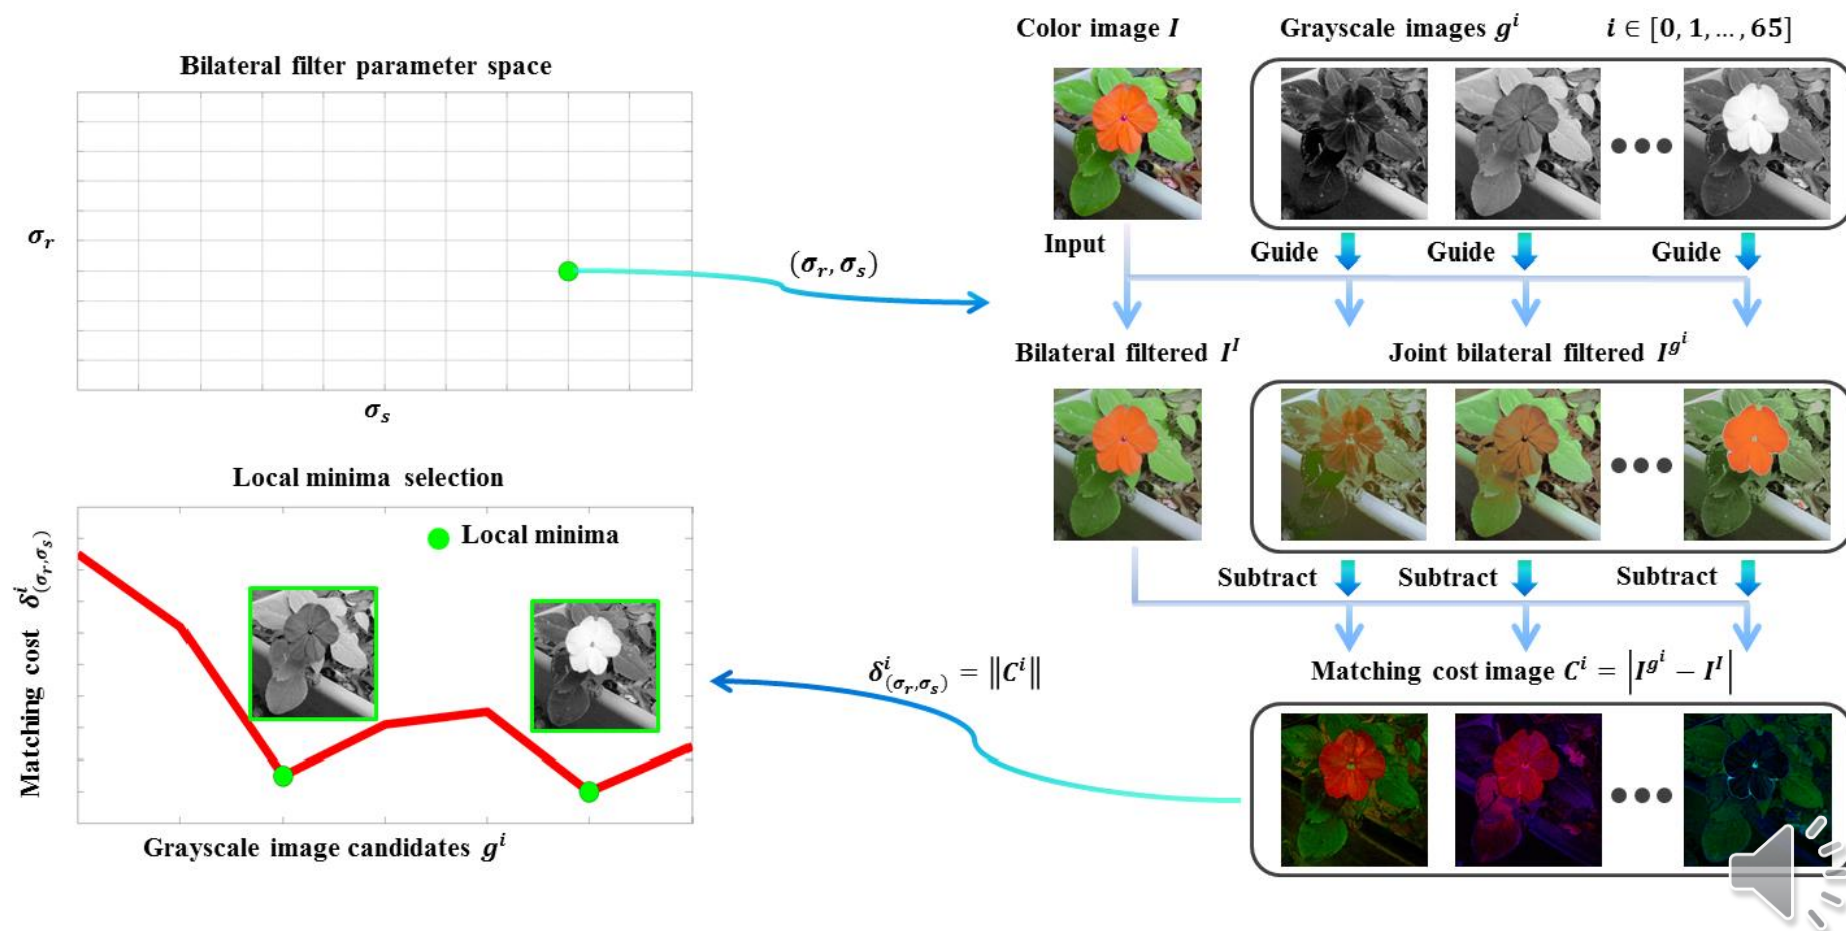 Bilateral filter parameter space
σ_r
σ_s
(σ_r, σ_s)
Color image I
Grayscale images g^i
i ∈ [0, 1, … , 65]
Input
Guide
Guide
Guide
Bilateral filtered I^I
Joint bilateral filtered I^{g^i}
Subtract
Subtract
Subtract
Matching cost image C^i = |I^{g^i} − I^I|
δ^i_{(σ_r,σ_s)} = ‖C^i‖
Local minima selection
Local minima
Matching cost δ^i_{(σ_r,σ_s)}
Grayscale image candidates g^i